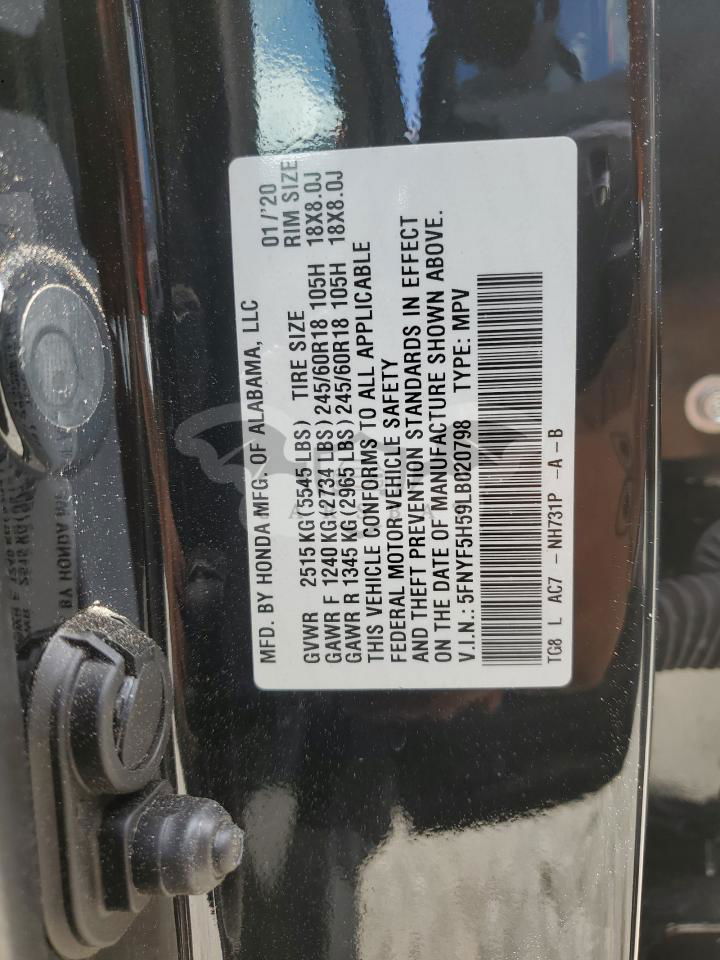 MFD. BY HONDA MFG. OF ALABAMA, LLC 01/'20
GVWR 2515 KG(5545 LBS) TIRE SIZE RIM SIZE
GAWR F 1240 KG(2734 LBS) 245/60R18 105H 18X8.0J
GAWR R 1345 KG(2965 LBS) 245/60R18 105H 18X8.0J
THIS VEHICLE CONFORMS TO ALL APPLICABLE
FEDERAL MOTOR VEHICLE SAFETY
AND THEFT PREVENTION STANDARDS IN EFFECT
ON THE DATE OF MANUFACTURE SHOWN ABOVE.
V.I.N.: 5FNYF5H59LB020798 TYPE: MPV
TG8 L AC7 - NH731P -A-B